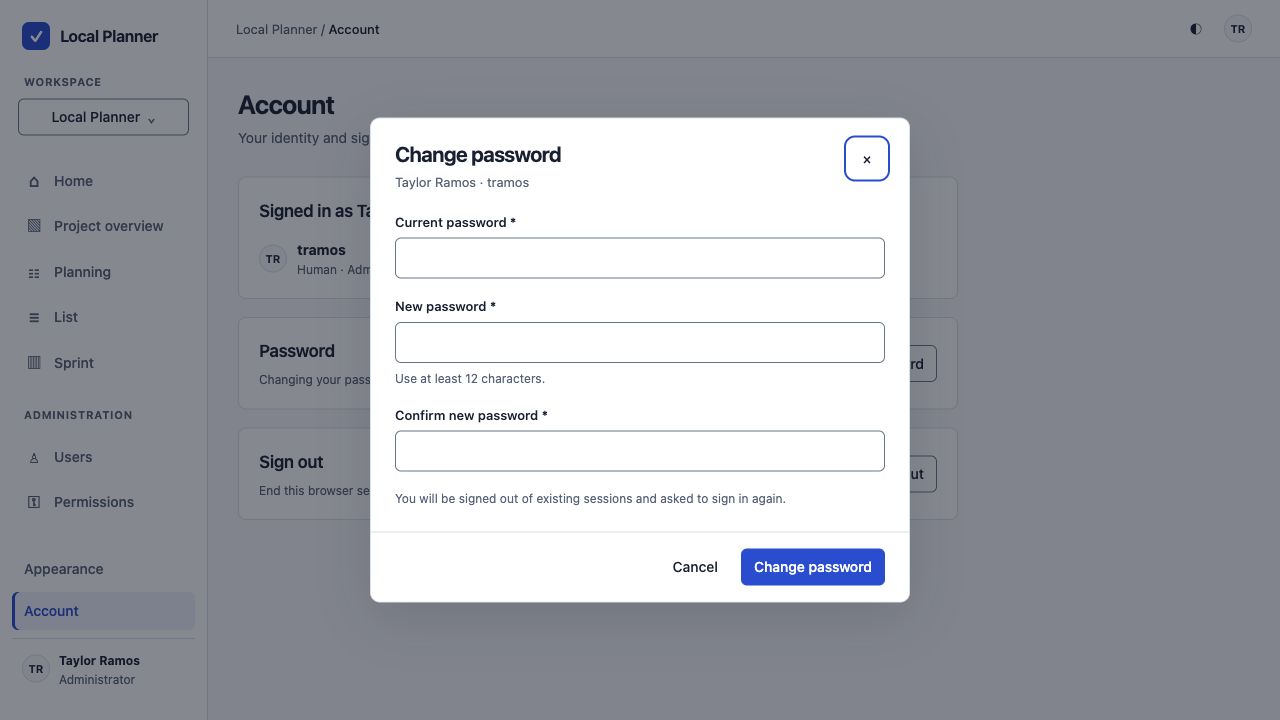 Local Planner
WORKSPACE
Local Planner
Home
Project overview
Planning
List
Sprint
ADMINISTRATION
Users
Permissions
Appearance
Account
TR
Taylor Ramos
Administrator
Local Planner / Account
TR
Account
Your identity and sig
Signed in as Ta
TR
tramos
Human · Adm
Password
Changing your pass
rd
Sign out
End this browser se
ut
Change password
×
Taylor Ramos · tramos
Current password *
New password *
Use at least 12 characters.
Confirm new password *
You will be signed out of existing sessions and asked to sign in again.
Cancel
Change password